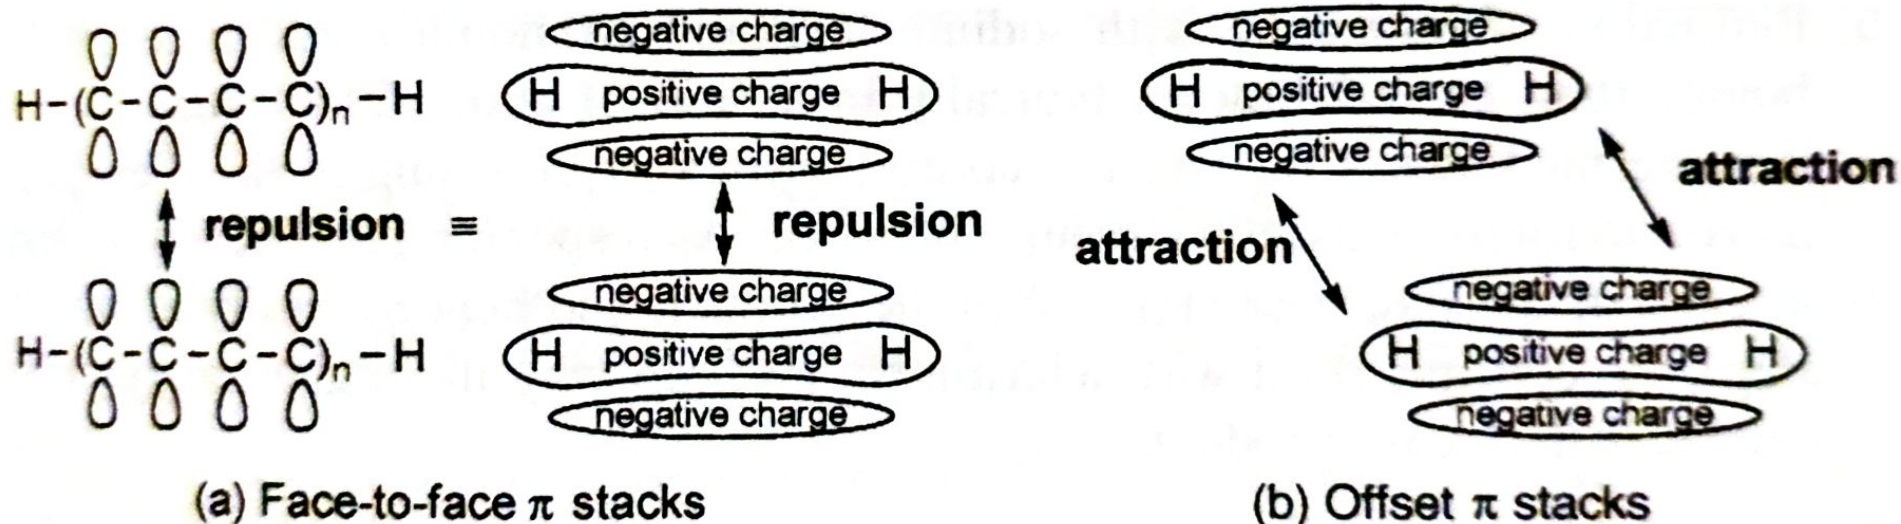 negative charge
negative charge
H-(C-C-C-C)n-H
H positive charge H
H positive charge H
negative charge
negative charge
attraction
repulsion ≡
repulsion
attraction
negative charge
negative charge
H-(C-C-C-C)n-H
H positive charge H
H positive charge H
negative charge
negative charge
(a) Face-to-face π stacks
(b) Offset π stacks